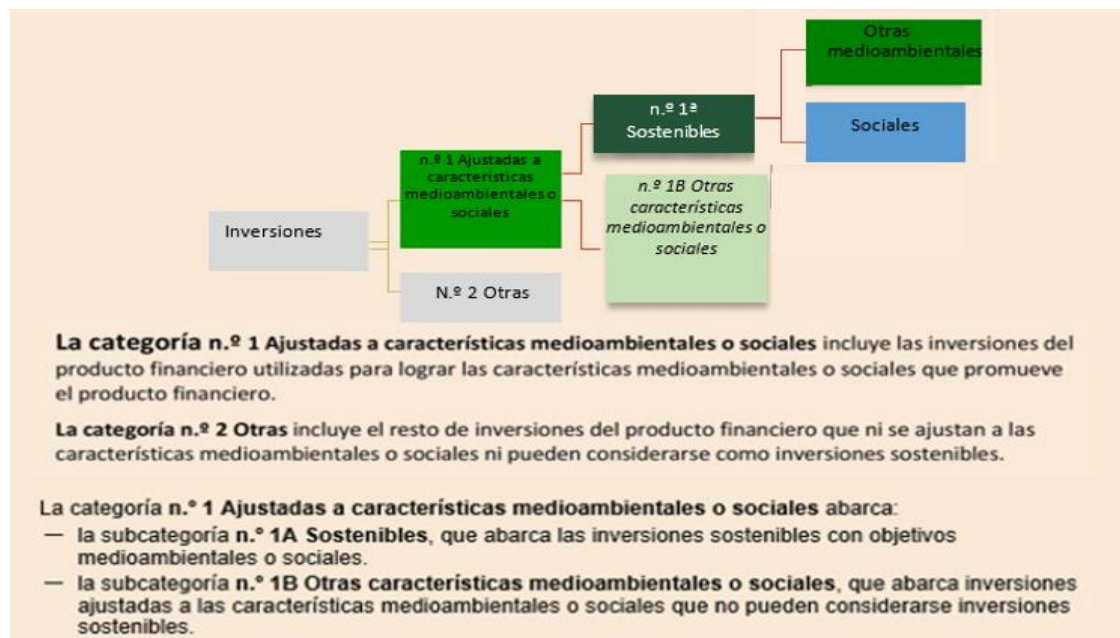 Otras
medioambientales
n.º 1ª
Sostenibles
Sociales
n.º 1 Ajustadas a
características
medioambientales o
sociales
n.º 1B Otras
características
medioambientales o
sociales
Inversiones
N.º 2 Otras
La categoría n.º 1 Ajustadas a características medioambientales o sociales incluye las inversiones del
producto financiero utilizadas para lograr las características medioambientales o sociales que promueve
el producto financiero.
La categoría n.º 2 Otras incluye el resto de inversiones del producto financiero que ni se ajustan a las
características medioambientales o sociales ni pueden considerarse como inversiones sostenibles.
La categoría n.º 1 Ajustadas a características medioambientales o sociales abarca:
— la subcategoría n.º 1A Sostenibles, que abarca las inversiones sostenibles con objetivos
medioambientales o sociales.
— la subcategoría n.º 1B Otras características medioambientales o sociales, que abarca inversiones
ajustadas a las características medioambientales o sociales que no pueden considerarse inversiones
sostenibles.